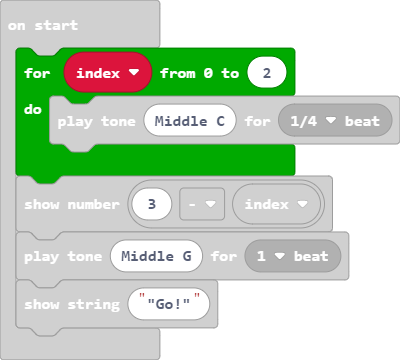 on start
for index from 0 to 2
do
play tone Middle C for 1/4 beat
show number 3 - index
play tone Middle G for 1 beat
show string ""Go!""